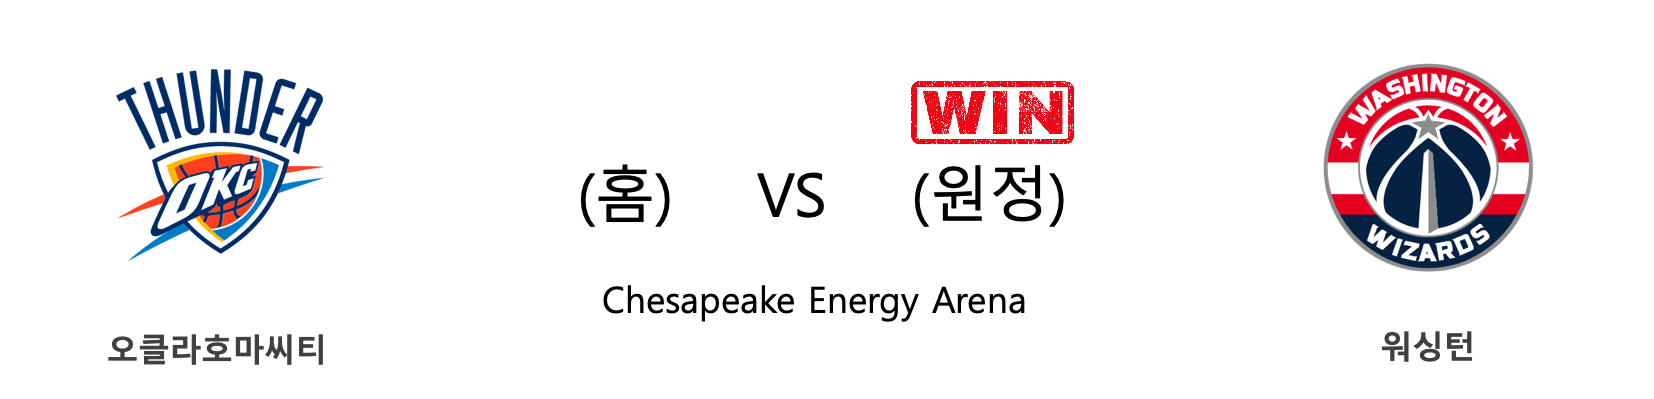 THUNDER
OKC
오클라호마씨티
WIN
(홈) VS (원정)
Chesapeake Energy Arena
WASHINGTON
WIZARDS
워싱턴